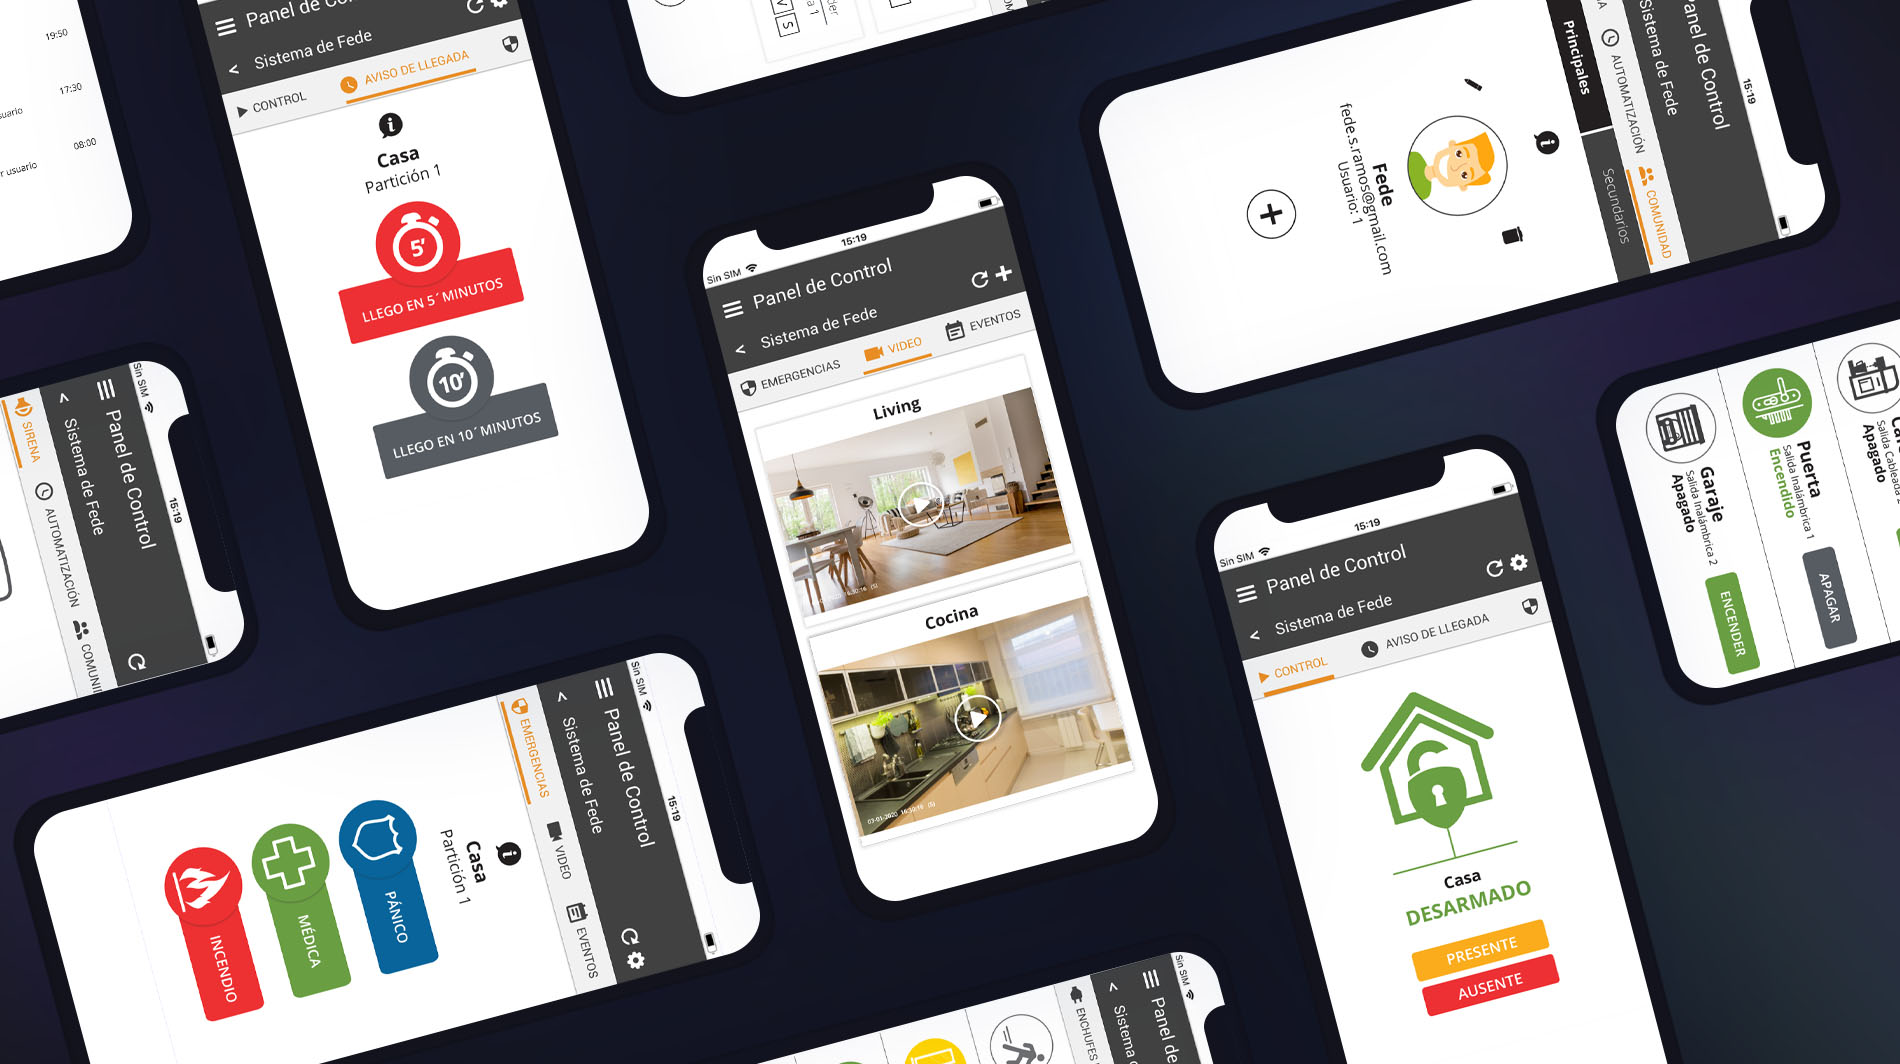 19:50
17:30
08:00
r usuario
Panel de Co
Sistema de Fede
CONTROL
AVISO DE LLEGADA
Casa
Partición 1
5'
LLEGO EN 5´ MINUTOS
10'
LLEGO EN 10´ MINUTOS
15:19
Sin SIM
Panel de Control
Sistema de Fede
EMERGENCIAS
VIDEO
EVENTOS
Living
Cocina
03-01-2020 16:30:16 (S)
15:19
Panel de Control
Sistema de Fede
AUTOMATIZACIÓN
COMUNIDAD
Principales
Secundarios
Fede
fede.s.ramos@gmail.com
Usuario: 1
Sin SIM
15:19
Panel de Control
Sistema de Fede
SIRENA
AUTOMATIZACIÓN
COMUNI
Sin SIM
15:19
Panel de Control
Sistema de Fede
EMERGENCIAS
VIDEO
EVENTOS
Casa
Partición 1
PÁNICO
MÉDICA
INCENDIO
15:19
Sin SIM
Panel de Control
Sistema de Fede
CONTROL
AVISO DE LLEGADA
Casa
DESARMADO
PRESENTE
AUSENTE
Salida Cableada
Apagado
Puerta
Salida Inalámbrica 1
Encendido
APAGAR
Garaje
Salida Inalámbrica 2
Apagado
ENCENDER
Sin SIM
Panel de
Sistema
ENCHUFES